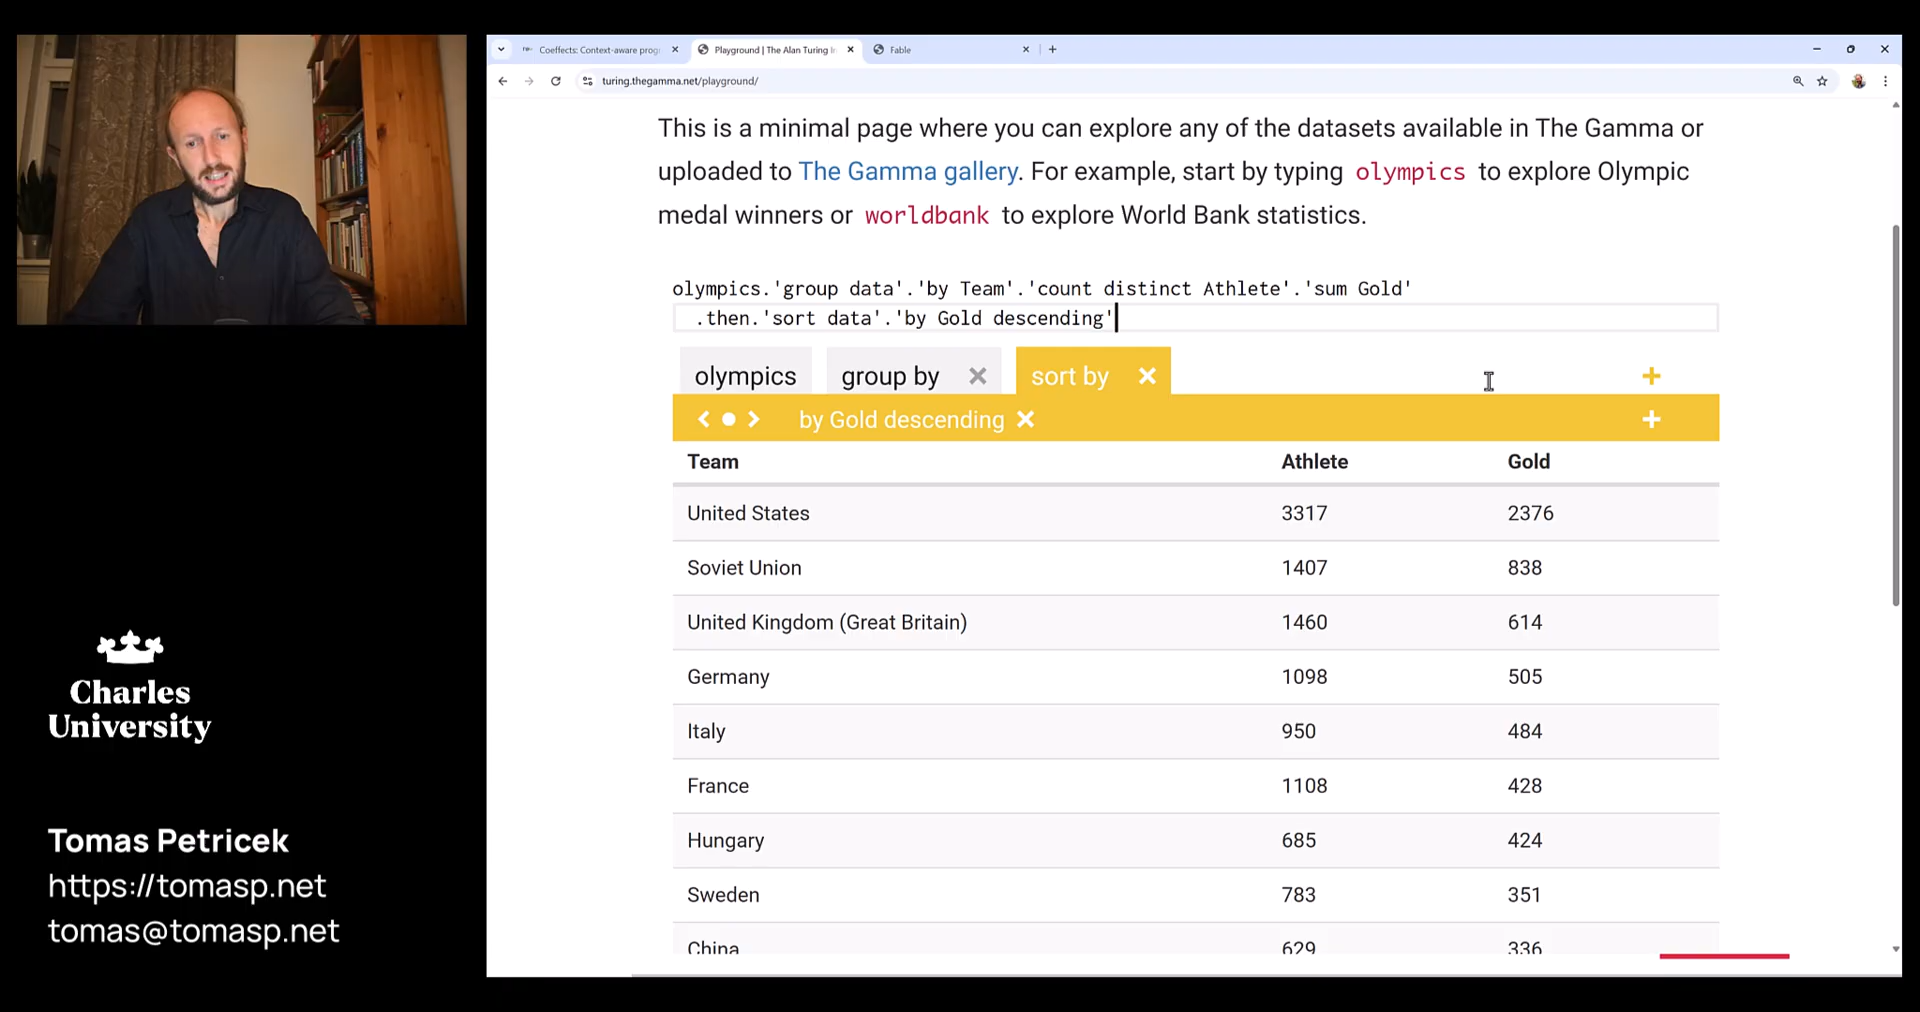 Coeffects: Context-aware prog
Playground | The Alan Turing In
Fable
turing.thegamma.net/playground/
This is a minimal page where you can explore any of the datasets available in The Gamma or
uploaded to The Gamma gallery. For example, start by typing olympics to explore Olympic
medal winners or worldbank to explore World Bank statistics.
olympics.'group data'.'by Team'.'count distinct Athlete'.'sum Gold'
.then.'sort data'.'by Gold descending'
olympics group by sort by
by Gold descending
Team Athlete Gold
United States 3317 2376
Soviet Union 1407 838
United Kingdom (Great Britain) 1460 614
Germany 1098 505
Italy 950 484
France 1108 428
Hungary 685 424
Sweden 783 351
China 629 336
Charles
University
Tomas Petricek
https://tomasp.net
tomas@tomasp.net